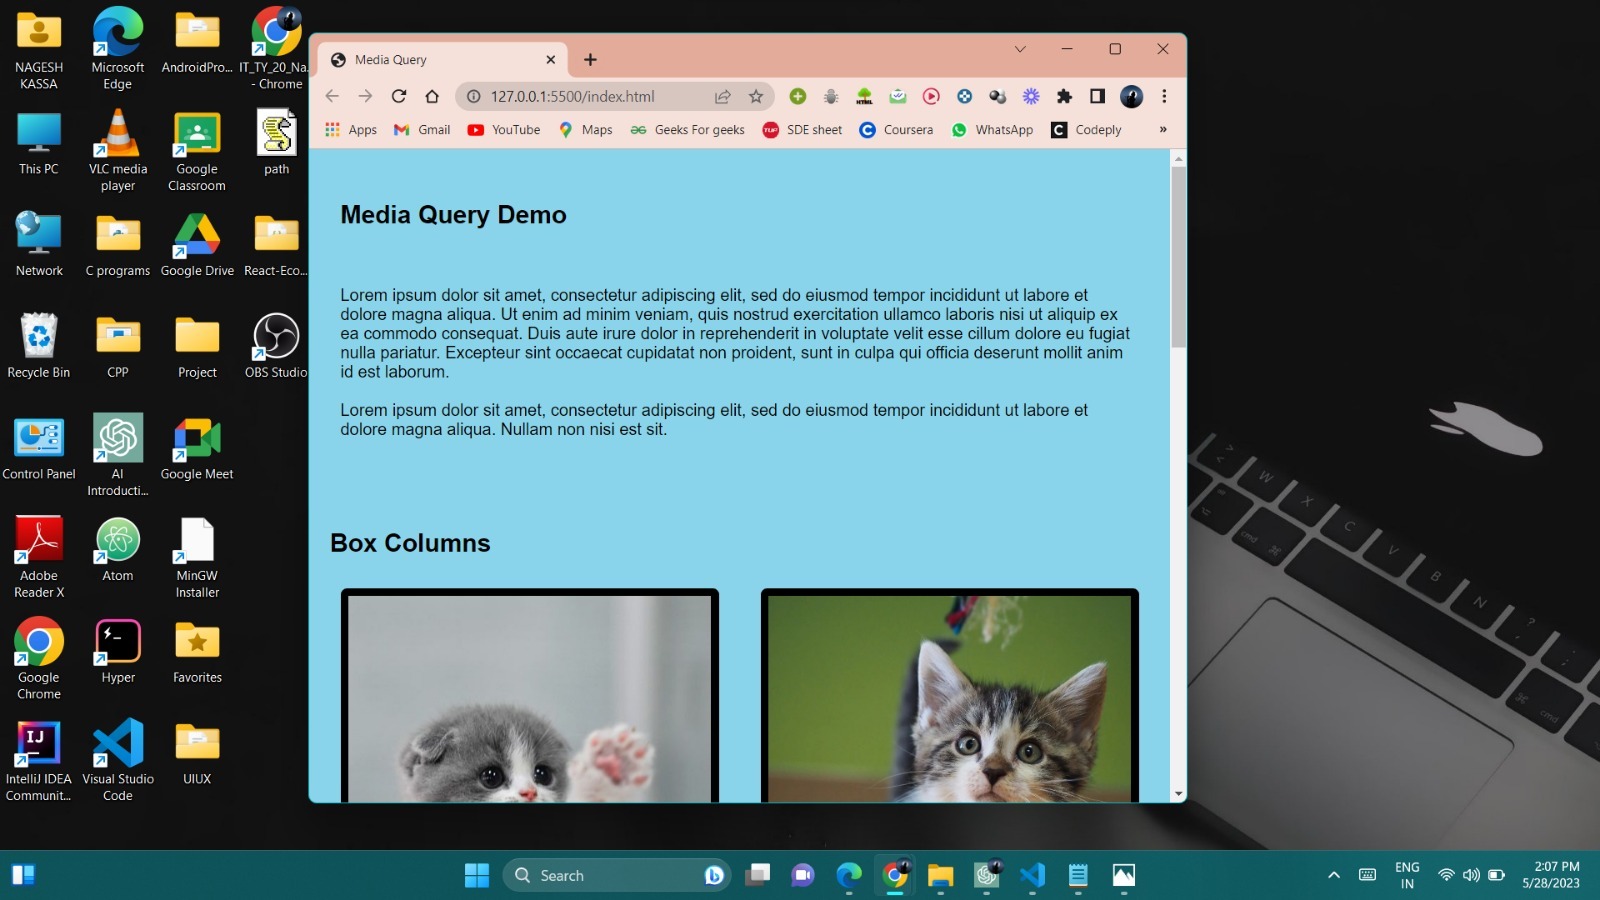 NAGESH
KASSA
Microsoft
Edge
AndroidPro...
IT_TY_20_Na...
- Chrome
This PC
VLC media
player
Google
Classroom
path
Network
C programs
Google Drive
React-Eco...
Recycle Bin
CPP
Project
OBS Studio
Control Panel
AI
Introducti...
Google Meet
Adobe
Reader X
Atom
MinGW
Installer
Google
Chrome
Hyper
Favorites
IntelliJ IDEA
Communit...
Visual Studio
Code
UIUX
Media Query
127.0.0.1:5500/index.html
Apps
Gmail
YouTube
Maps
Geeks For geeks
SDE sheet
Coursera
WhatsApp
Codeply
»
Media Query Demo
Lorem ipsum dolor sit amet, consectetur adipiscing elit, sed do eiusmod tempor incididunt ut labore et
dolore magna aliqua. Ut enim ad minim veniam, quis nostrud exercitation ullamco laboris nisi ut aliquip ex
ea commodo consequat. Duis aute irure dolor in reprehenderit in voluptate velit esse cillum dolore eu fugiat
nulla pariatur. Excepteur sint occaecat cupidatat non proident, sunt in culpa qui officia deserunt mollit anim
id est laborum.
Lorem ipsum dolor sit amet, consectetur adipiscing elit, sed do eiusmod tempor incididunt ut labore et
dolore magna aliqua. Nullam non nisi est sit.
Box Columns
W
X
C
V
B
N
?
;
cmd
cmd
Search
ENG
IN
2:07 PM
5/28/2023